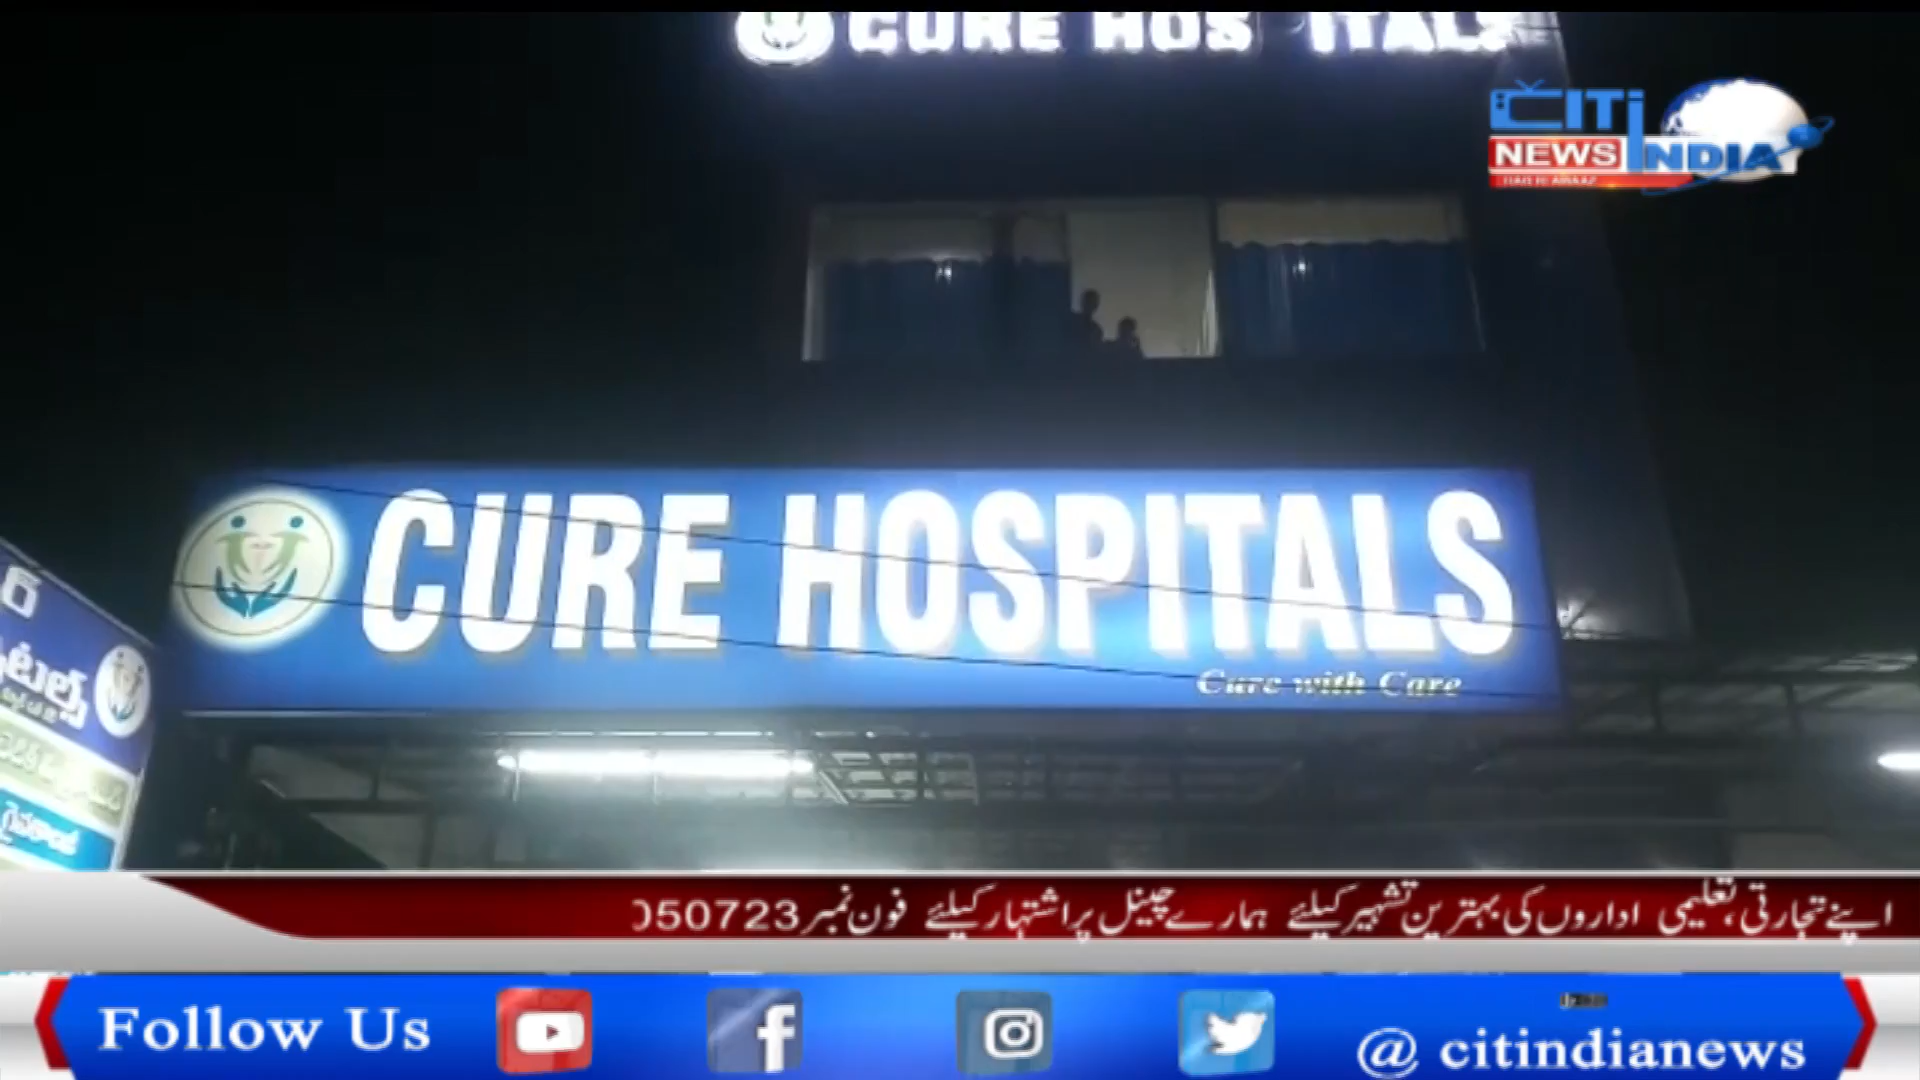 CURE HOS ITALS
CITi
NEWS INDIA
CURE HOSPITALS
Cure with Care
اپنے تجارتی، تعلیمی اداروں کی بہترین تشہیر کیلئے ہمارے چینل پر اشتہار کیلئے فون نمبر 050723
Follow Us
@ citindianews